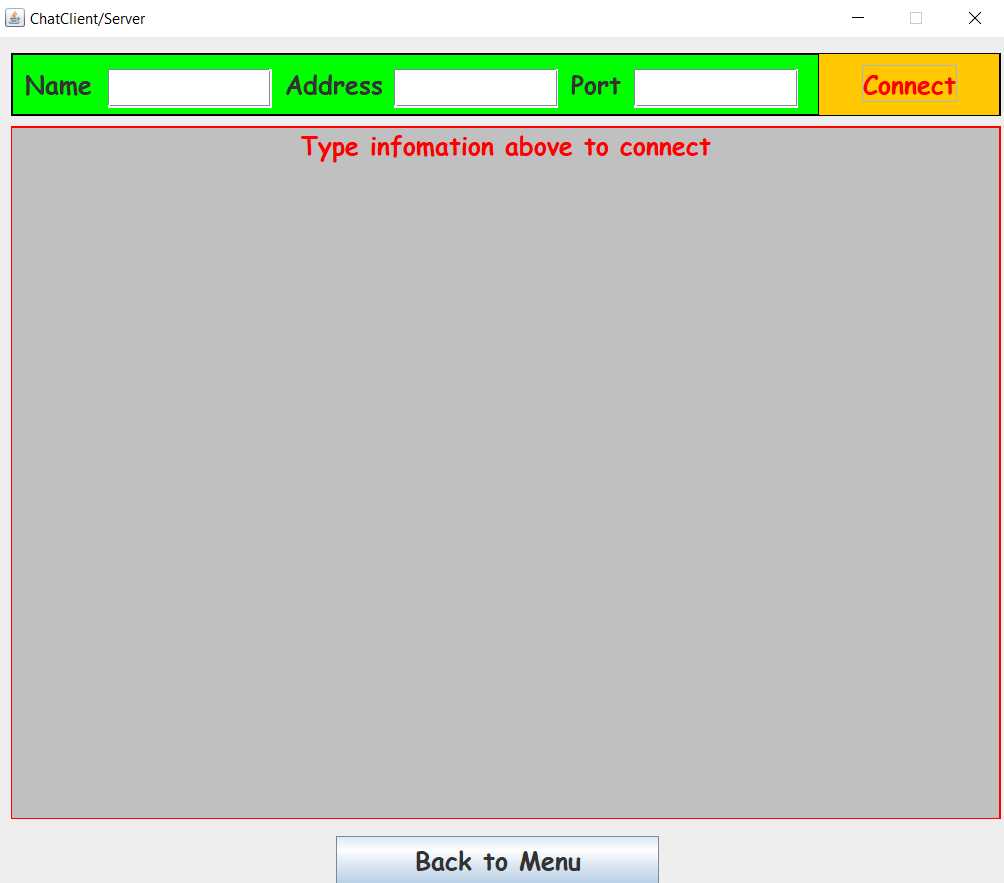 ChatClient/Server
Name Address Port Connect
Type infomation above to connect
Back to Menu